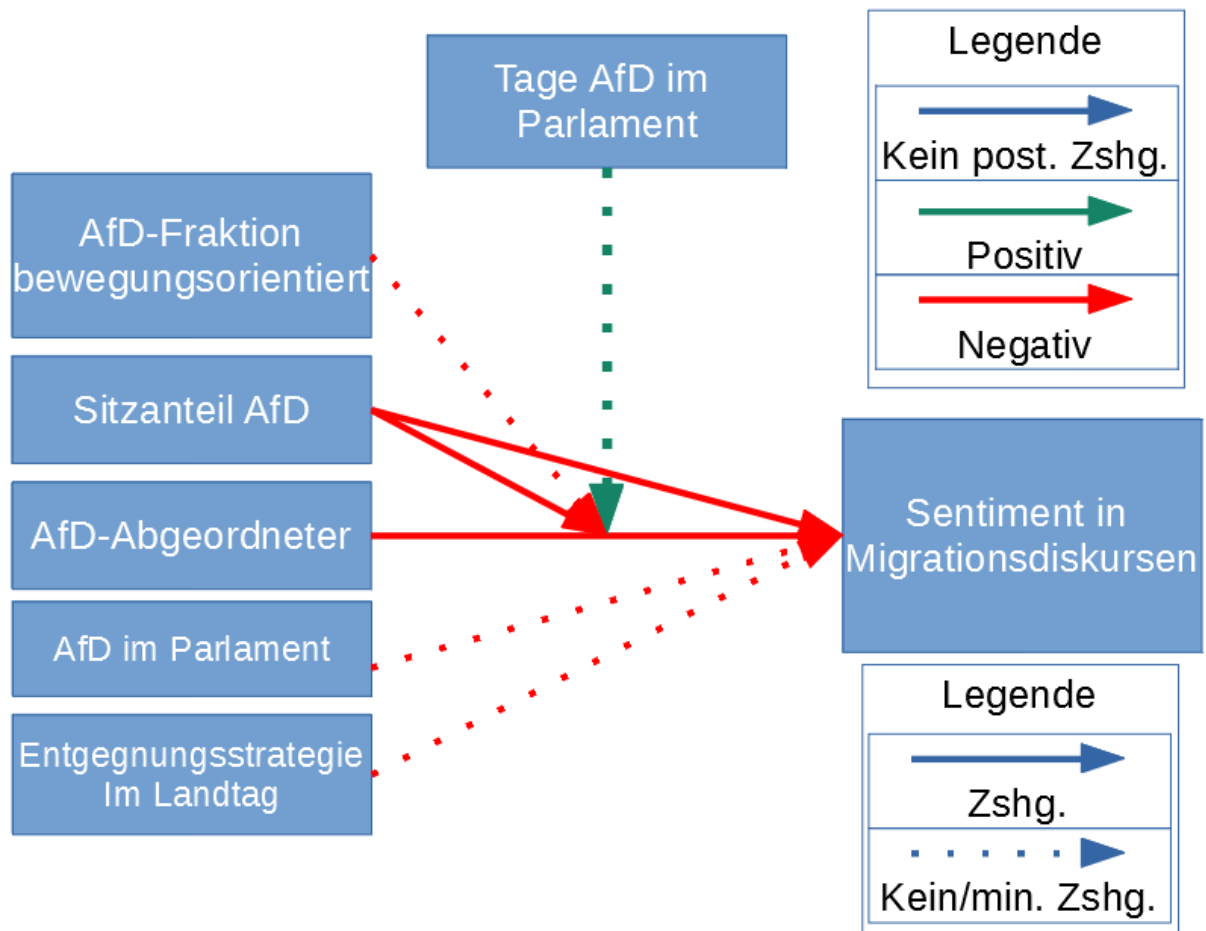 Tage AfD im
Parlament
AfD-Fraktion
bewegungsorientiert
Sitzanteil AfD
AfD-Abgeordneter
AfD im Parlament
Entgegnungsstrategie
Im Landtag
Legende
Kein post. Zshg.
Positiv
Negativ
Sentiment in
Migrationsdiskursen
Legende
Zshg.
Kein/min. Zshg.